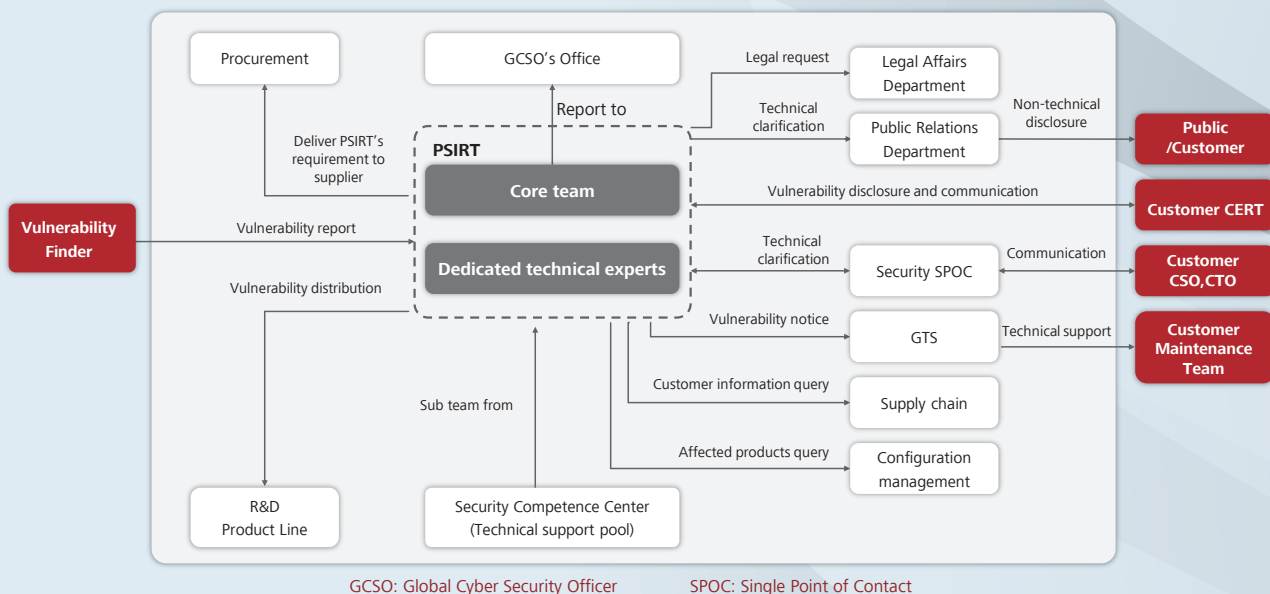 Procurement
GCSO's Office
Legal request
Legal Affairs
Department
Report to
Technical
clarification
Public Relations
Department
Non-technical
disclosure
Public
/Customer
Deliver PSIRT's
requirement to
supplier
PSIRT
Core team
Vulnerability disclosure and communication
Customer CERT
Vulnerability
Finder
Vulnerability report
Dedicated technical experts
Technical
clarification
Security SPOC
Communication
Customer
CSO,CTO
Vulnerability distribution
Vulnerability notice
GTS
Technical support
Customer
Maintenance
Team
Sub team from
Customer information query
Supply chain
Affected products query
Configuration
management
R&D
Product Line
Security Competence Center
(Technical support pool)
GCSO: Global Cyber Security Officer
SPOC: Single Point of Contact